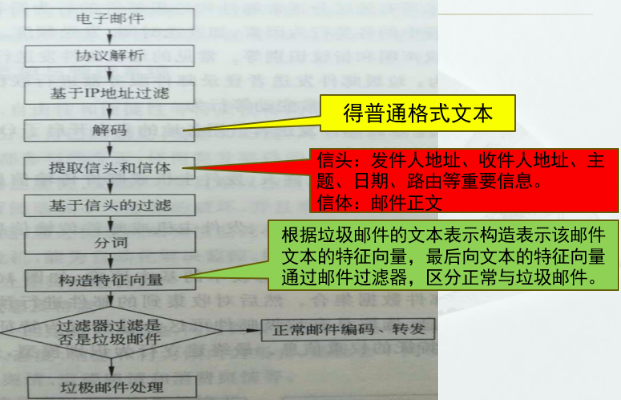 电子邮件
协议解析
基于IP地址过滤
解码
得普通格式文本
提取信头和信体
信头：发件人地址、收件人地址、主
题、日期、路由等重要信息。
信体：邮件正文
基于信头的过滤
分词
构造特征向量
根据垃圾邮件的文本表示构造表示该邮件
文本的特征向量，最后向文本的特征向量
通过邮件过滤器，区分正常与垃圾邮件。
过滤器过滤是
否是垃圾邮件
正常邮件编码、转发
垃极邮件处理